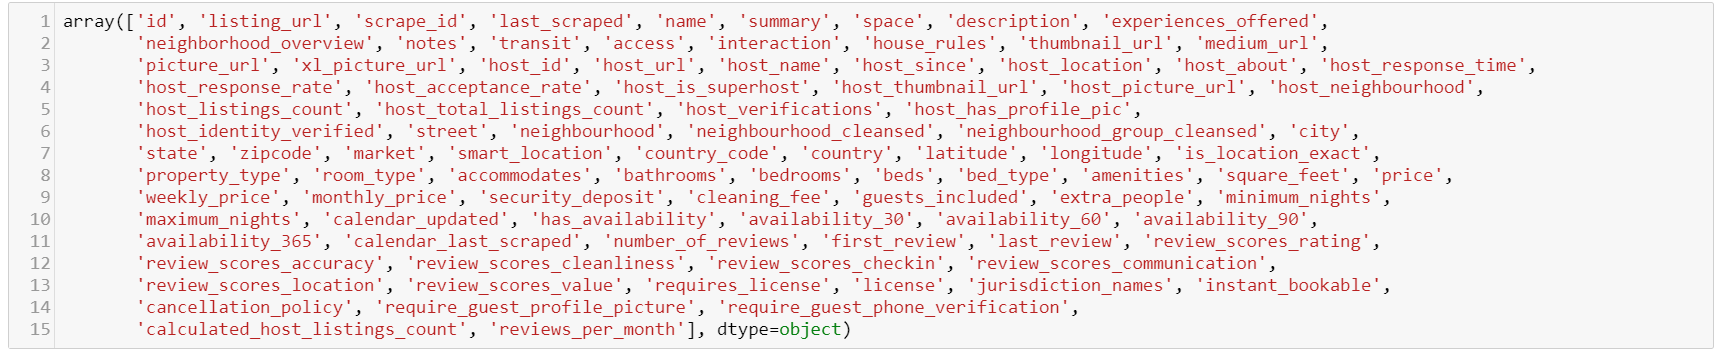 1 array(['id', 'listing_url', 'scrape_id', 'last_scraped', 'name', 'summary', 'space', 'description', 'experiences_offered',
2 'neighborhood_overview', 'notes', 'transit', 'access', 'interaction', 'house_rules', 'thumbnail_url', 'medium_url',
3 'picture_url', 'xl_picture_url', 'host_id', 'host_url', 'host_name', 'host_since', 'host_location', 'host_about', 'host_response_time',
4 'host_response_rate', 'host_acceptance_rate', 'host_is_superhost', 'host_thumbnail_url', 'host_picture_url', 'host_neighbourhood',
5 'host_listings_count', 'host_total_listings_count', 'host_verifications', 'host_has_profile_pic',
6 'host_identity_verified', 'street', 'neighbourhood', 'neighbourhood_cleansed', 'neighbourhood_group_cleansed', 'city',
7 'state', 'zipcode', 'market', 'smart_location', 'country_code', 'country', 'latitude', 'longitude', 'is_location_exact',
8 'property_type', 'room_type', 'accommodates', 'bathrooms', 'bedrooms', 'beds', 'bed_type', 'amenities', 'square_feet', 'price',
9 'weekly_price', 'monthly_price', 'security_deposit', 'cleaning_fee', 'guests_included', 'extra_people', 'minimum_nights',
10 'maximum_nights', 'calendar_updated', 'has_availability', 'availability_30', 'availability_60', 'availability_90',
11 'availability_365', 'calendar_last_scraped', 'number_of_reviews', 'first_review', 'last_review', 'review_scores_rating',
12 'review_scores_accuracy', 'review_scores_cleanliness', 'review_scores_checkin', 'review_scores_communication',
13 'review_scores_location', 'review_scores_value', 'requires_license', 'license', 'jurisdiction_names', 'instant_bookable',
14 'cancellation_policy', 'require_guest_profile_picture', 'require_guest_phone_verification',
15 'calculated_host_listings_count', 'reviews_per_month'], dtype=object)